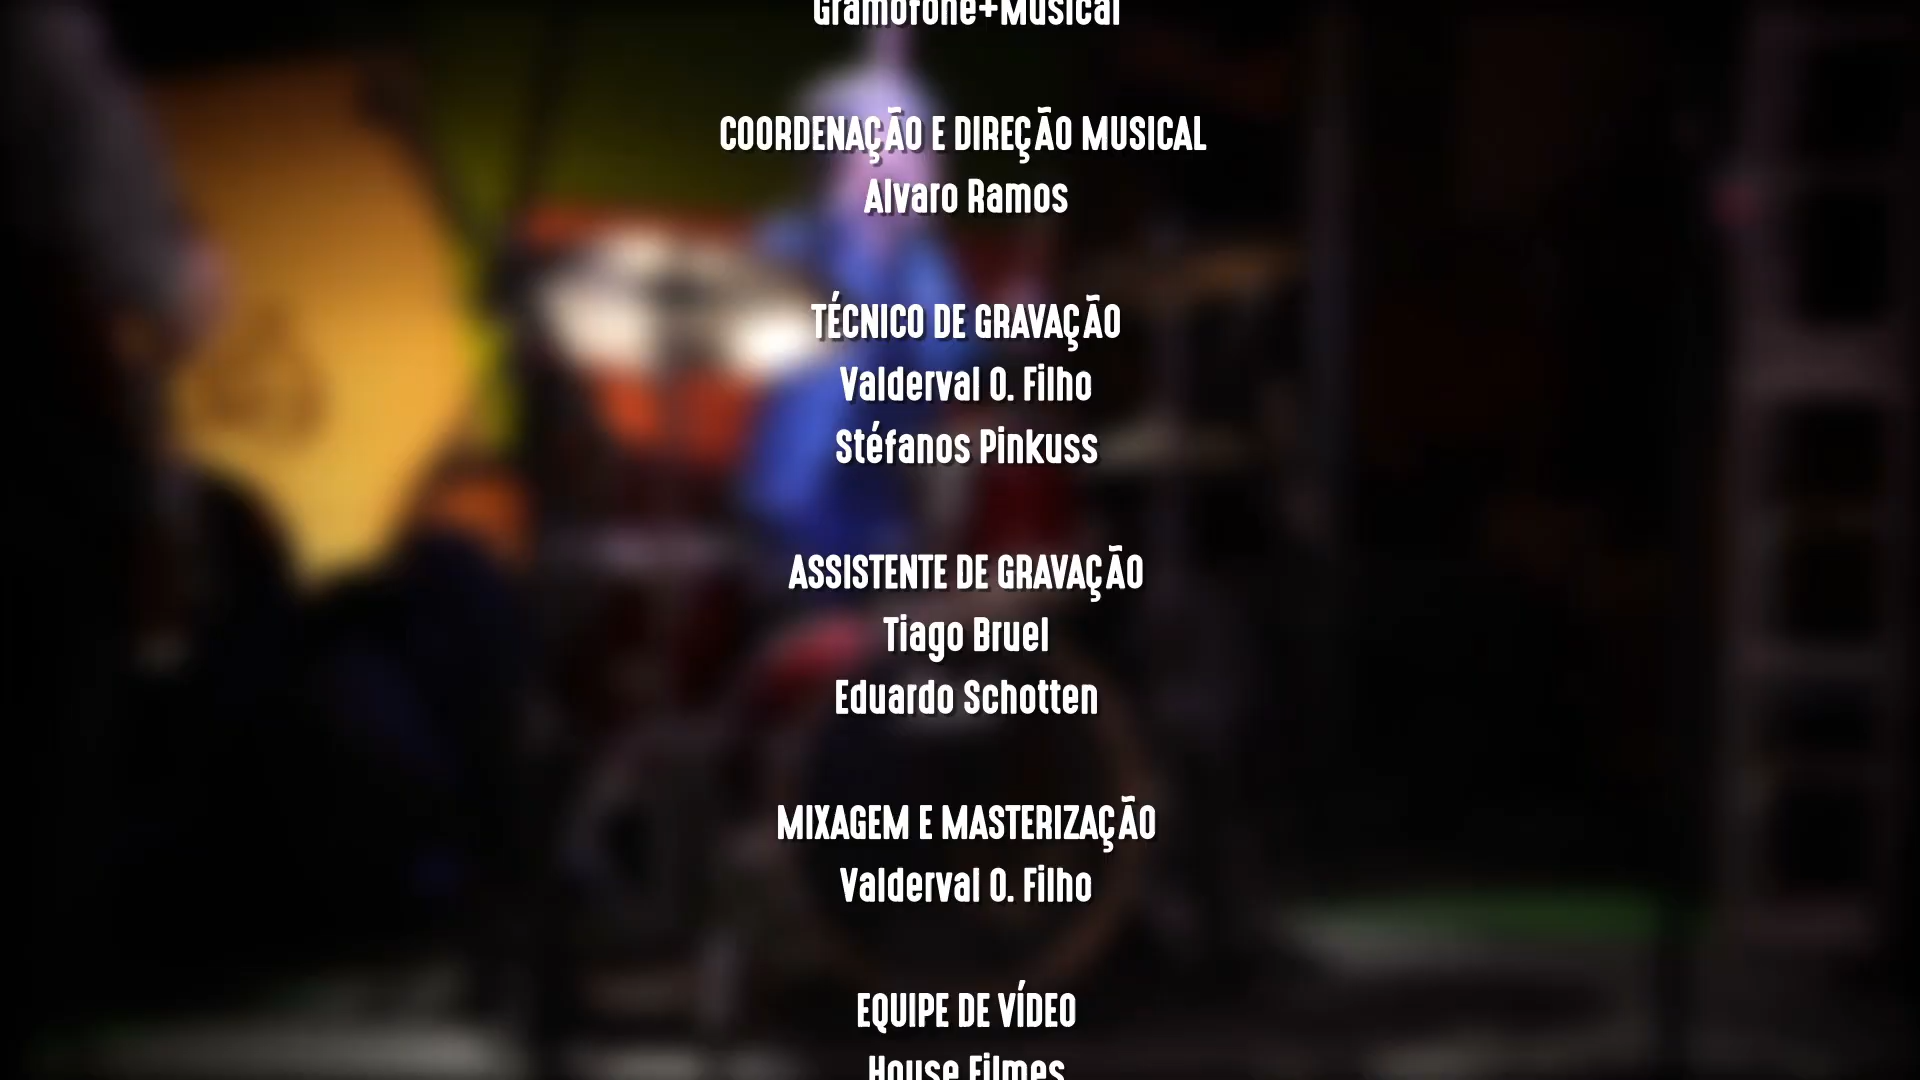 Gramofone+Musical
COORDENAÇÃO E DIREÇÃO MUSICAL
Alvaro Ramos
TÉCNICO DE GRAVAÇÃO
Valderval O. Filho
Stéfanos Pinkuss
ASSISTENTE DE GRAVAÇÃO
Tiago Bruel
Eduardo Schotten
MIXAGEM E MASTERIZAÇÃO
Valderval O. Filho
EQUIPE DE VÍDEO
House Filmes